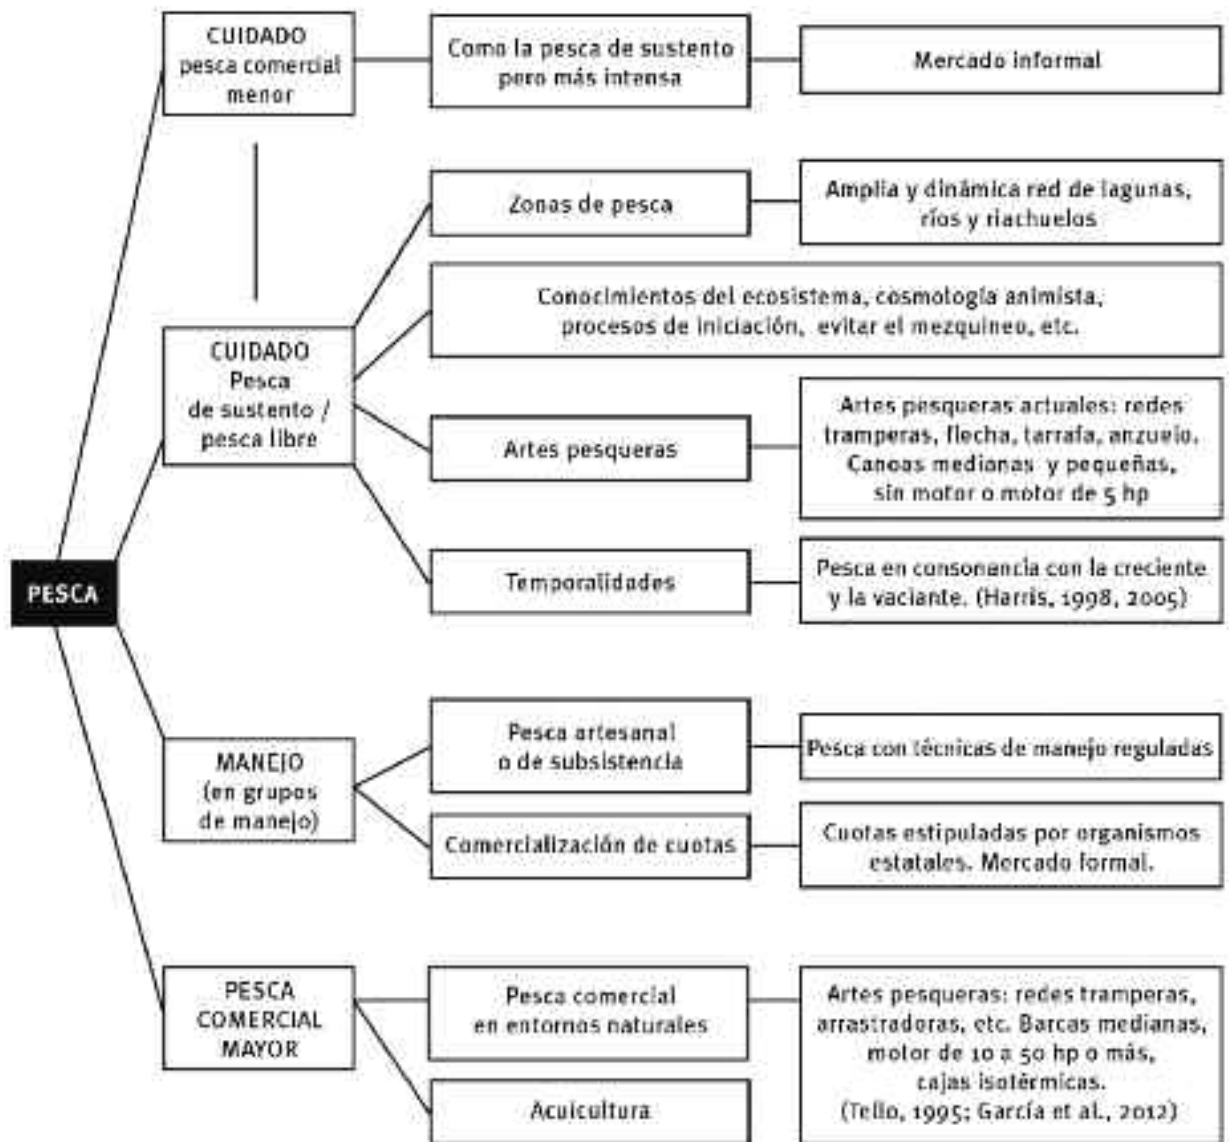 CUIDADO
pesca comercial
menor
Como la pesca de sustento
pero más intensa
Mercado informal
Zonas de pesca
Amplia y dinámica red de lagunas,
ríos y riachuelos
Conocimientos del ecosistema, cosmología animista,
procesos de iniciación, evitar el mezquineo, etc.
CUIDADO
Pesca
de sustento /
pesca libre
Artes pesqueras
Artes pesqueras actuales: redes
tramperas, flecha, tarrafa, anzuelo.
Canoas medianas y pequeñas,
sin motor o motor de 5 hp
Temporalidades
Pesca en consonancia con la creciente
y la vaciante. (Harris, 1998, 2005)
PESCA
MANEJO
(en grupos
de manejo)
Pesca artesanal
o de subsistencia
Pesca con técnicas de manejo reguladas
Comercialización de cuotas
Cuotas estipuladas por organismos
estatales. Mercado formal.
PESCA
COMERCIAL
MAYOR
Pesca comercial
en entornos naturales
Artes pesqueras: redes tramperas,
arrastradoras, etc. Barcas medianas,
motor de 10 a 50 hp o más,
cajas isotérmicas.
(Tello, 1995; García et al., 2012)
Acuicultura